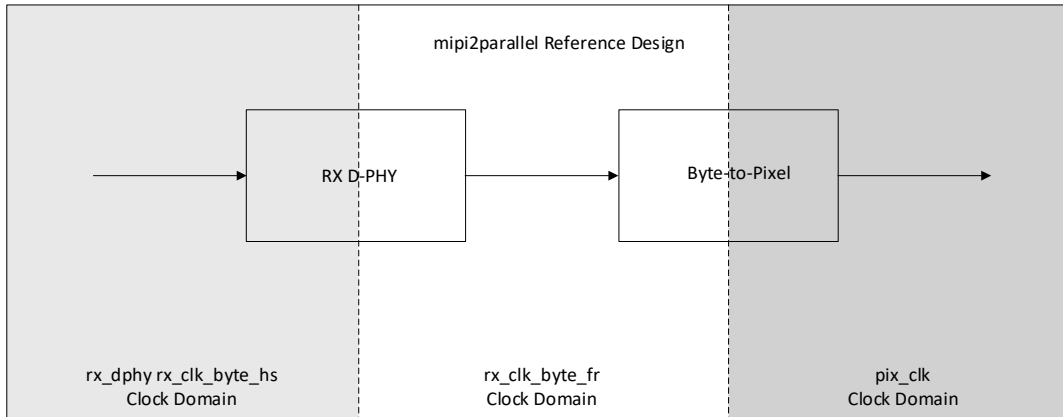 mipi2parallel Reference Design
RX D-PHY
Byte-to-Pixel
rx_dphy rx_clk_byte_hs
Clock Domain
rx_clk_byte_fr
Clock Domain
pix_clk
Clock Domain